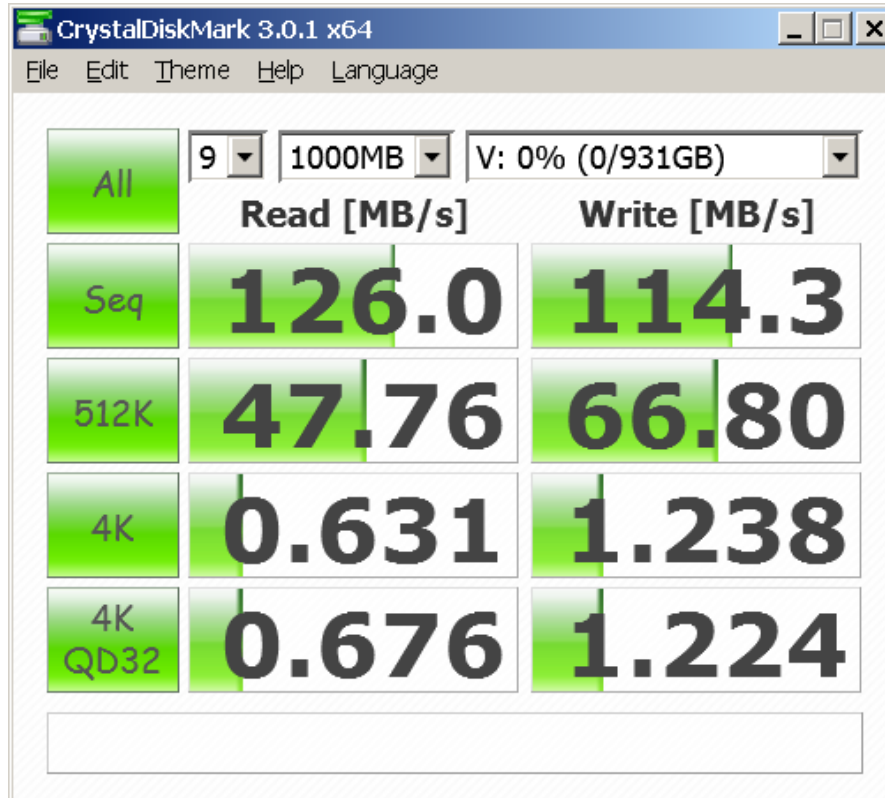 CrystalDiskMark 3.0.1 x64
File Edit Theme Help Language
All 9 1000MB V: 0% (0/931GB)
Read [MB/s] Write [MB/s]
Seq 126.0 114.3
512K 47.76 66.80
4K 0.631 1.238
4K QD32 0.676 1.224